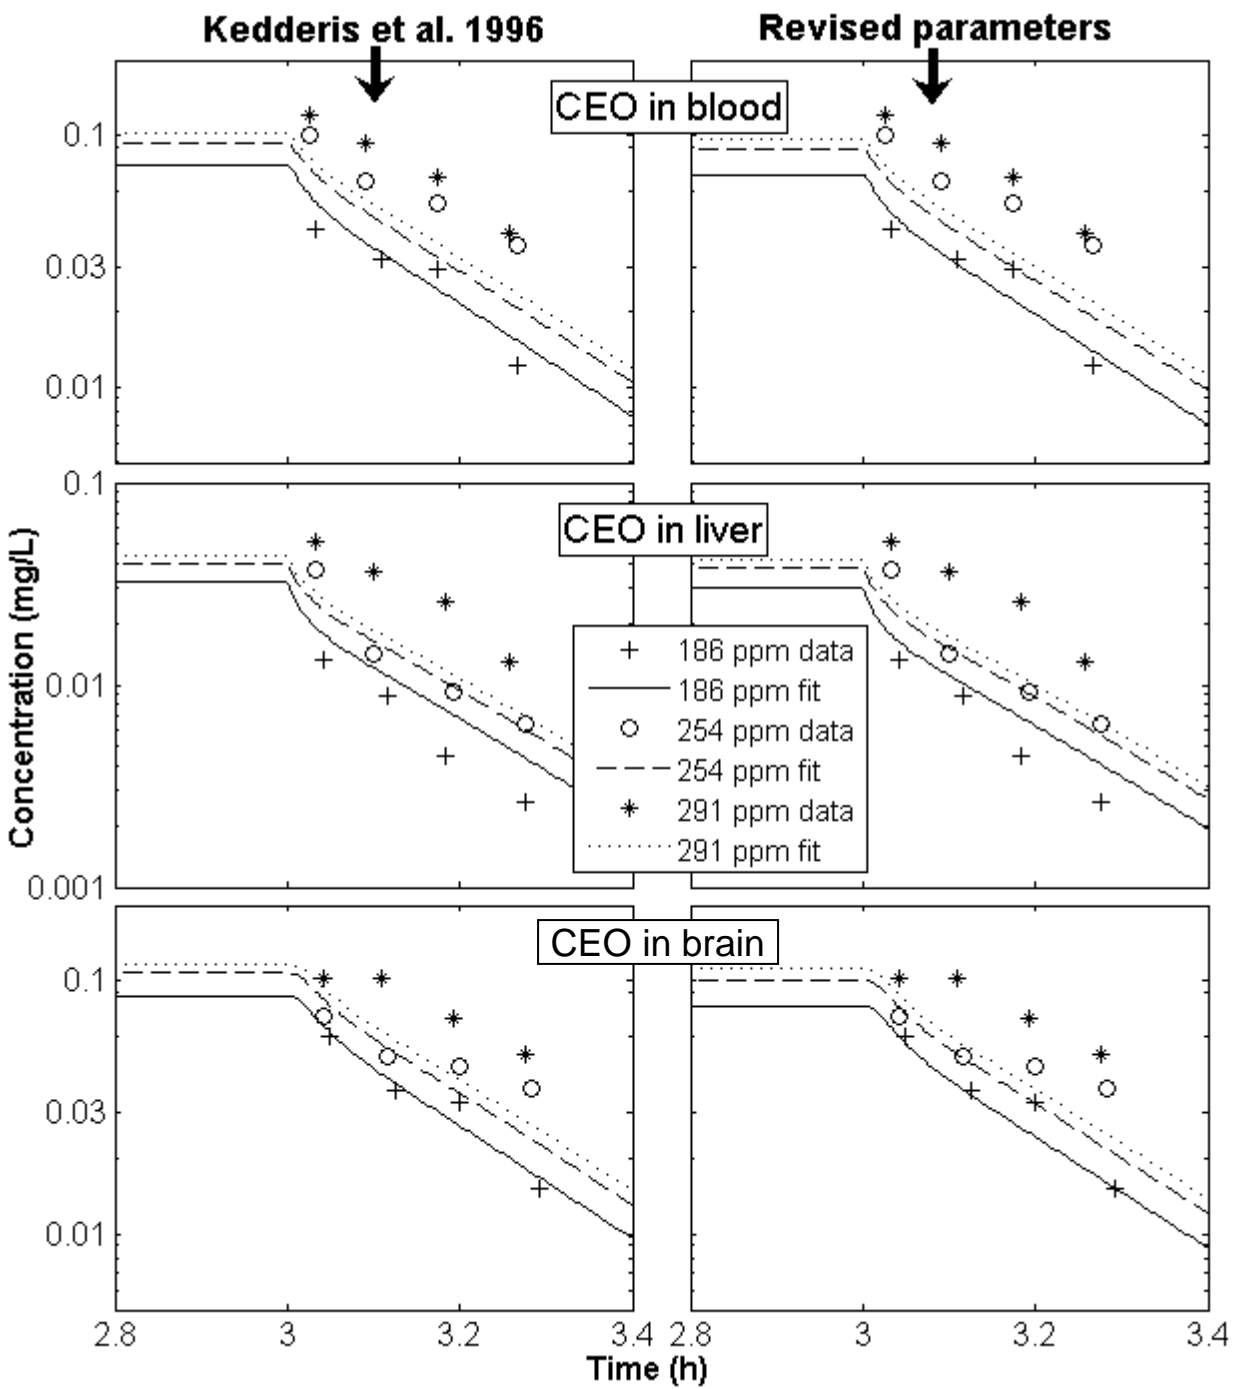 Kedderis et al. 1996
Revised parameters
CEO in blood
0.1
0.03
0.01
CEO in liver
0.1
0.01
0.001
186 ppm data
186 ppm fit
254 ppm data
254 ppm fit
291 ppm data
291 ppm fit
CEO in brain
0.1
0.03
0.01
Concentration (mg/L)
2.8 3 3.2 3.4 2.8 3 3.2 3.4
Time (h)